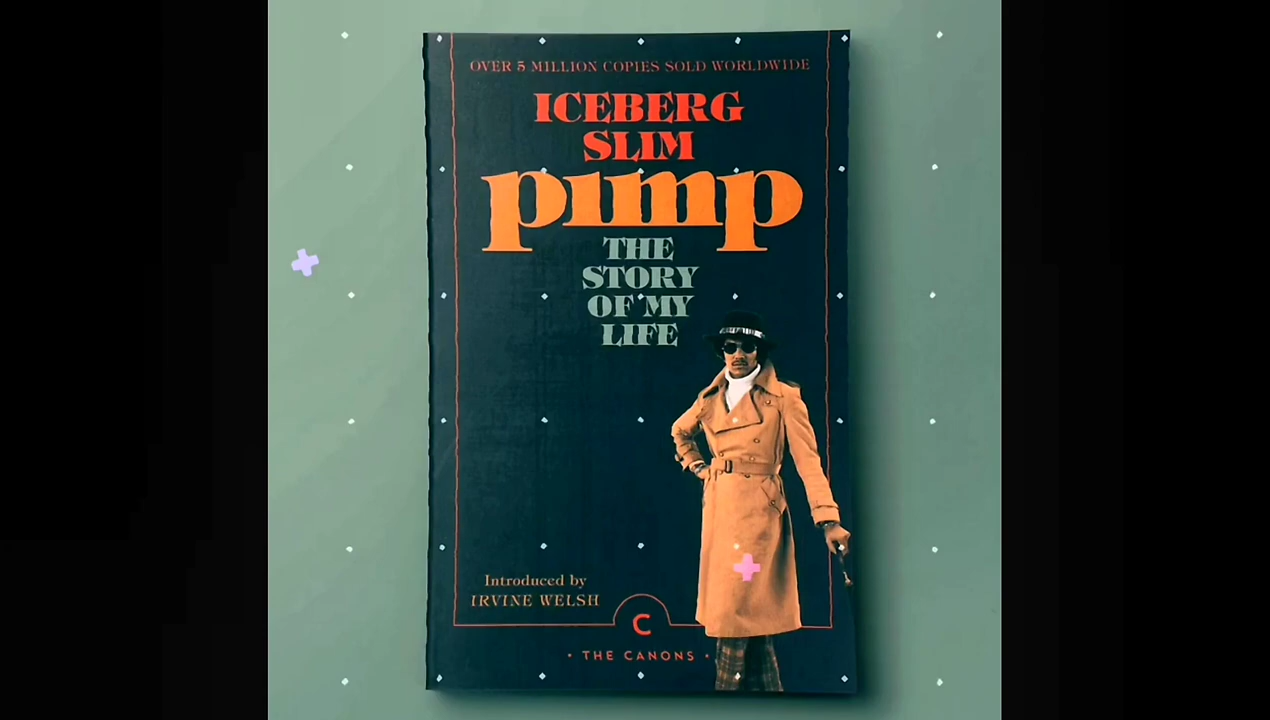 OVER 5 MILLION COPIES SOLD WORLDWIDE
ICEBERG
SLIM
pimp
THE
STORY
OF MY
LIFE
Introduced by
IRVINE WELSH
C
• THE CANONS •